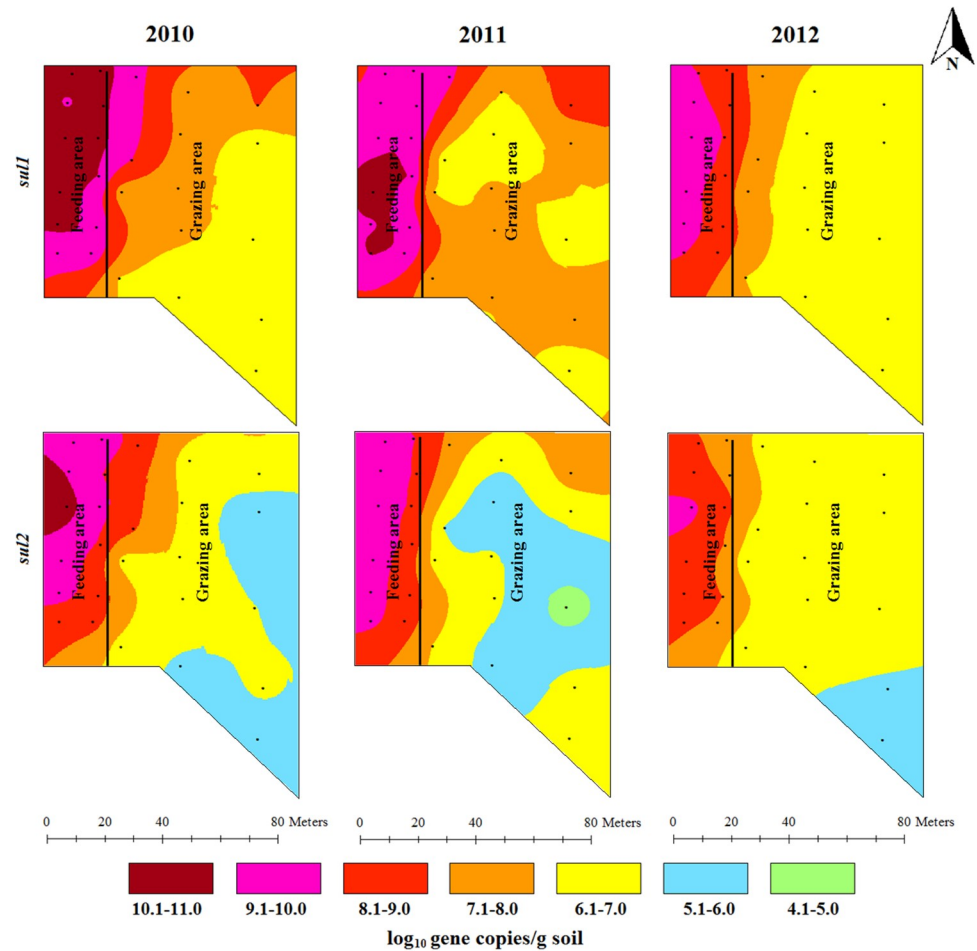 2010 2011 2012
N
sul1
Feeding area
Grazing area
Feeding area
Grazing area
Feeding area
Grazing area
sul2
Feeding area
Grazing area
Feeding area
Grazing area
Feeding area
Grazing area
0 20 40 80 Meters 0 20 40 80 Meters 0 20 40 80 Meters
10.1-11.0 9.1-10.0 8.1-9.0 7.1-8.0 6.1-7.0 5.1-6.0 4.1-5.0
log₁₀ gene copies/g soil